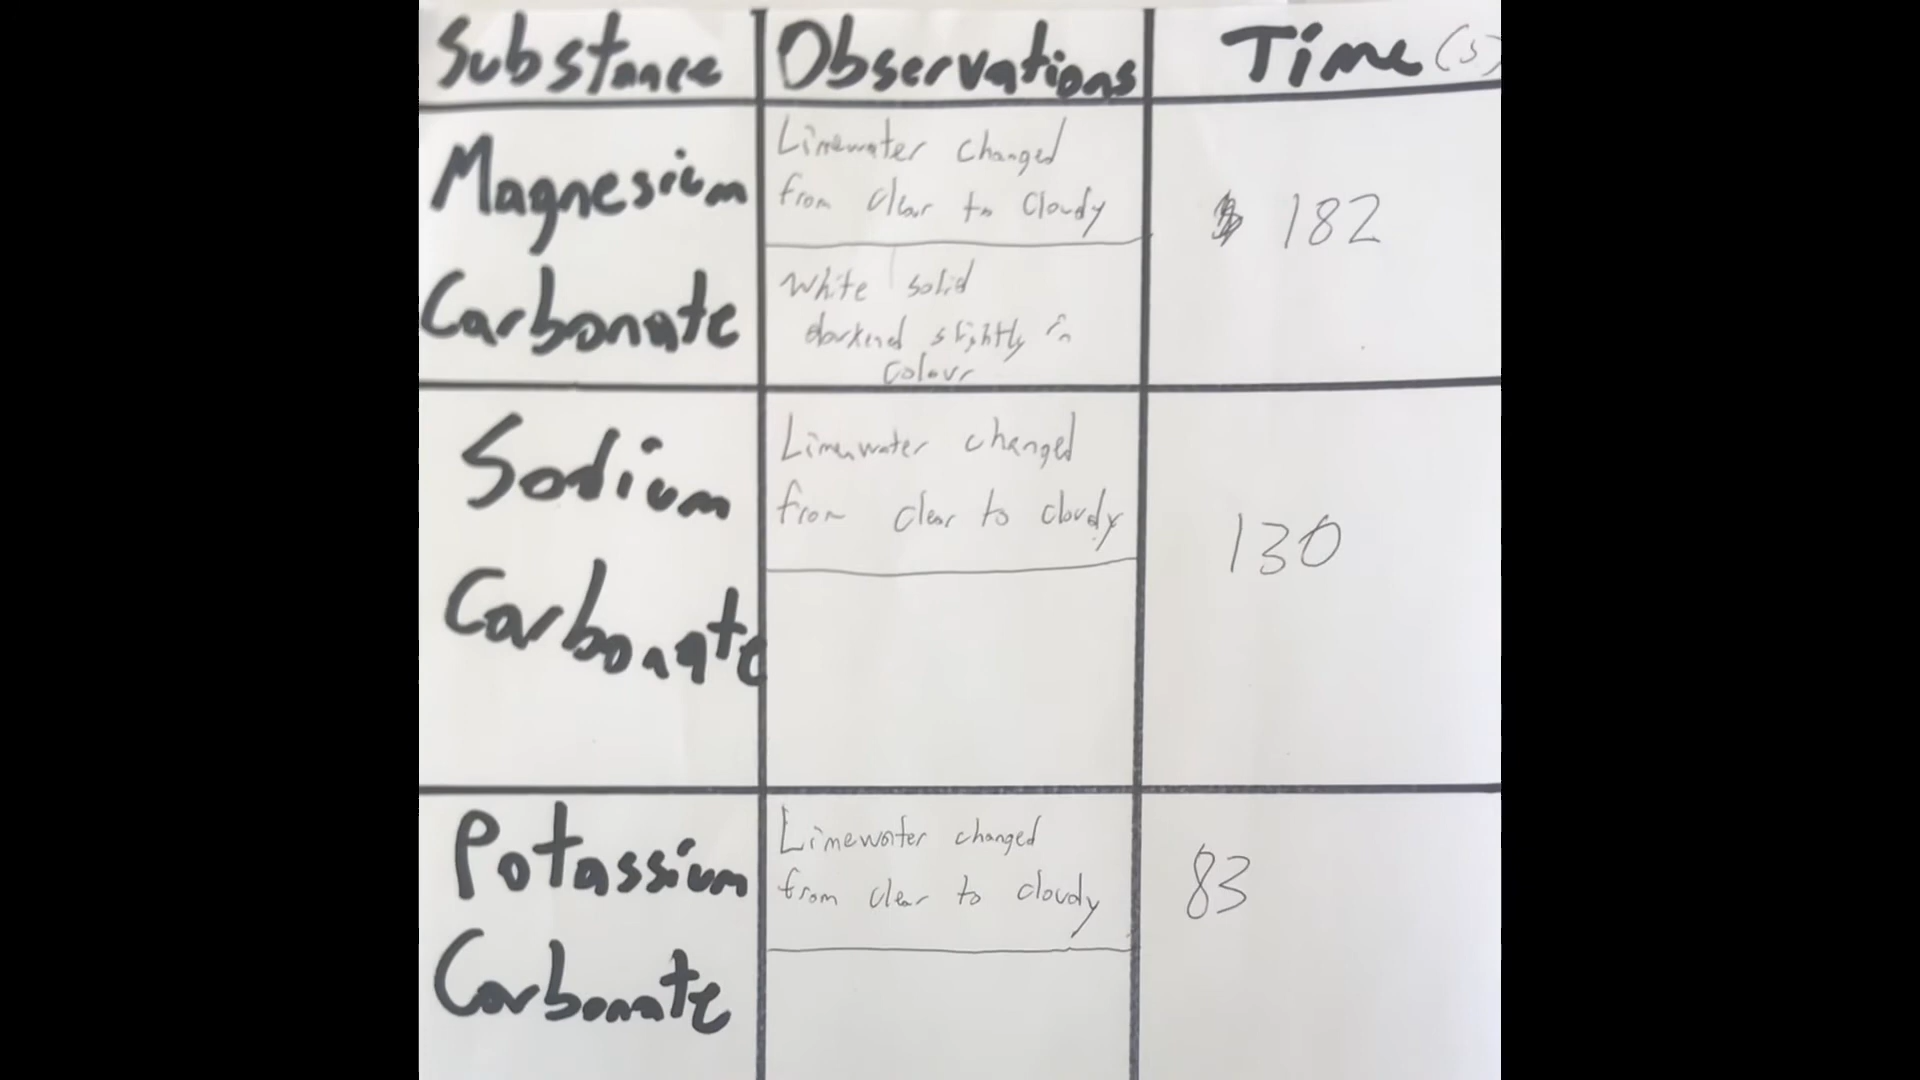 Substance Observations Time (s)
Magnesium
Carbonate
Limewater changed
from clear to cloudy
White solid
darkened slightly in
colour
182
Sodium
Carbonate
Limewater changed
from clear to cloudy
130
Potassium
Carbonate
Limewater changed
from clear to cloudy
83